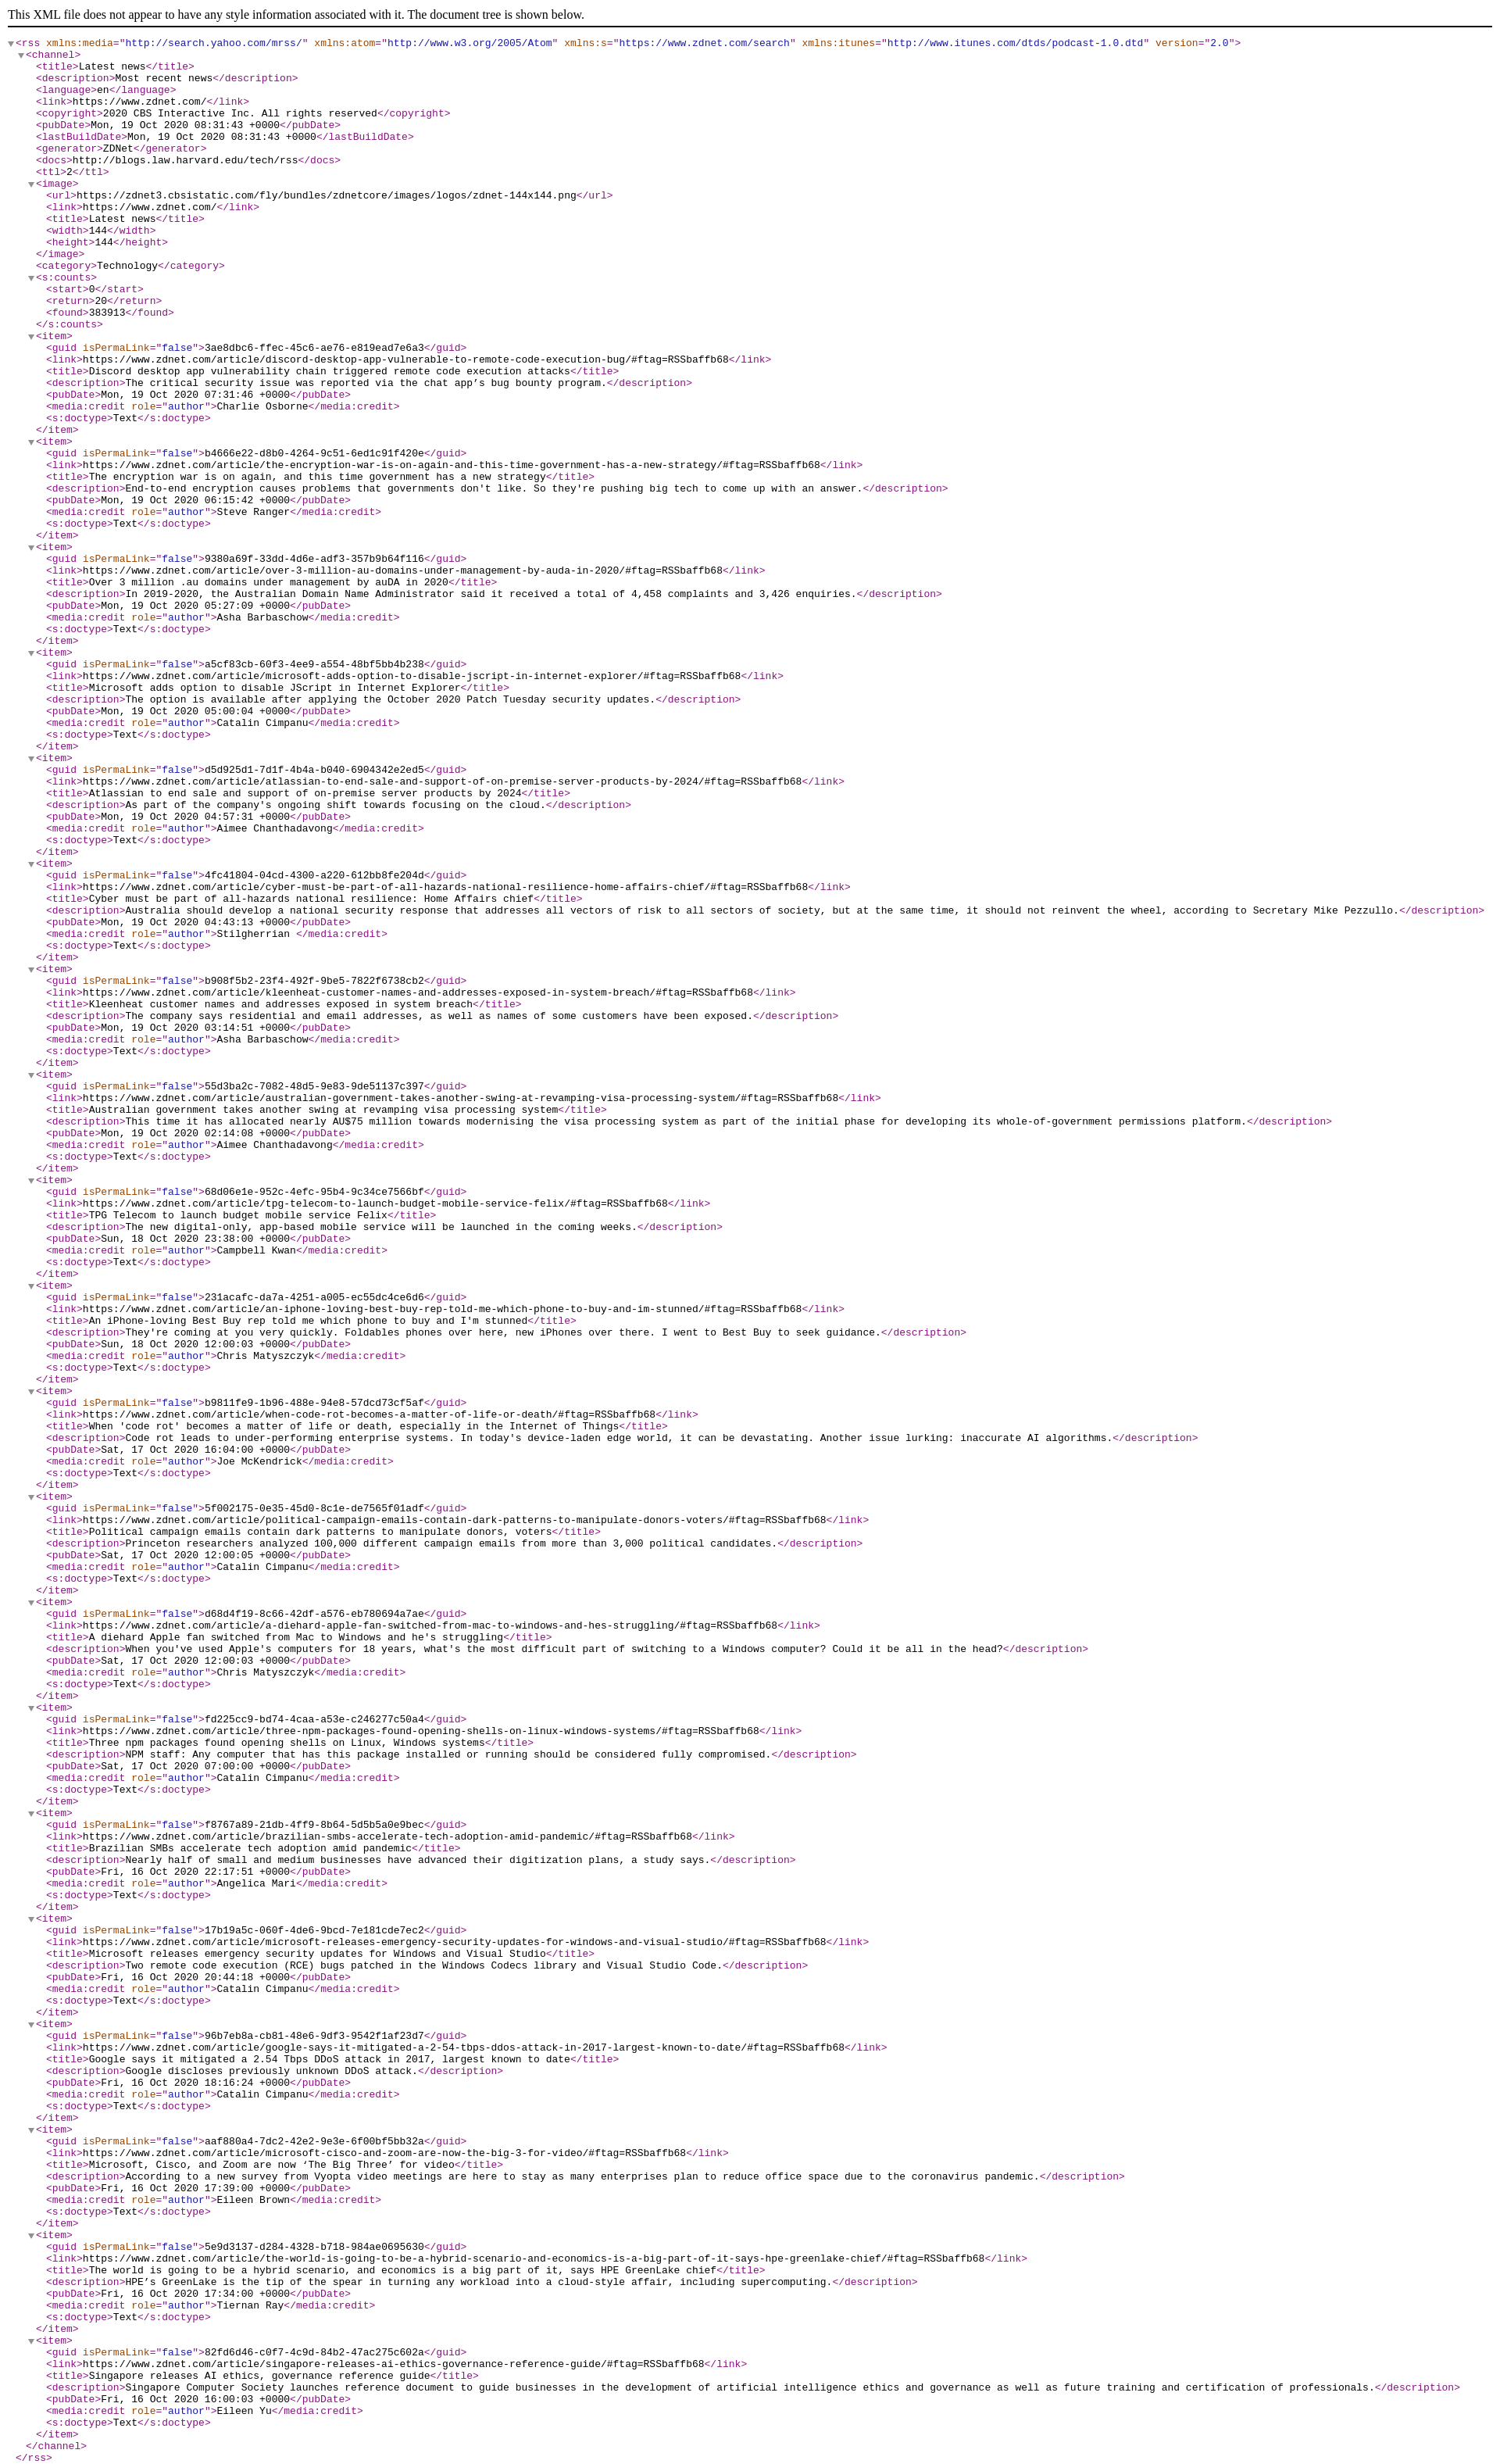 This XML file does not appear to have any style information associated with it. The document tree is shown below.
<rss xmlns:media="http://search.yahoo.com/mrss/" xmlns:atom="http://www.w3.org/2005/Atom" xmlns:s="https://www.zdnet.com/search" xmlns:itunes="http://www.itunes.com/dtds/podcast-1.0.dtd" version="2.0">
<channel>
<title>Latest news</title>
<description>Most recent news</description>
<language>en</language>
<link>https://www.zdnet.com/</link>
<copyright>2020 CBS Interactive Inc. All rights reserved</copyright>
<pubDate>Mon, 19 Oct 2020 08:31:43 +0000</pubDate>
<lastBuildDate>Mon, 19 Oct 2020 08:31:43 +0000</lastBuildDate>
<generator>ZDNet</generator>
<docs>http://blogs.law.harvard.edu/tech/rss</docs>
<ttl>2</ttl>
<image>
<url>https://zdnet3.cbsistatic.com/fly/bundles/zdnetcore/images/logos/zdnet-144x144.png</url>
<link>https://www.zdnet.com/</link>
<title>Latest news</title>
<width>144</width>
<height>144</height>
</image>
<category>Technology</category>
<s:counts>
<start>0</start>
<return>20</return>
<found>383913</found>
</s:counts>
<item>
<guid isPermaLink="false">3ae8dbc6-ffec-45c6-ae76-e819ead7e6a3</guid>
<link>https://www.zdnet.com/article/discord-desktop-app-vulnerable-to-remote-code-execution-bug/#ftag=RSSbaffb68</link>
<title>Discord desktop app vulnerability chain triggered remote code execution attacks</title>
<description>The critical security issue was reported via the chat app’s bug bounty program.</description>
<pubDate>Mon, 19 Oct 2020 07:31:46 +0000</pubDate>
<media:credit role="author">Charlie Osborne</media:credit>
<s:doctype>Text</s:doctype>
</item>
<item>
<guid isPermaLink="false">b4666e22-d8b0-4264-9c51-6ed1c91f420e</guid>
<link>https://www.zdnet.com/article/the-encryption-war-is-on-again-and-this-time-government-has-a-new-strategy/#ftag=RSSbaffb68</link>
<title>The encryption war is on again, and this time government has a new strategy</title>
<description>End-to-end encryption causes problems that governments don't like. So they're pushing big tech to come up with an answer.</description>
<pubDate>Mon, 19 Oct 2020 06:15:42 +0000</pubDate>
<media:credit role="author">Steve Ranger</media:credit>
<s:doctype>Text</s:doctype>
</item>
<item>
<guid isPermaLink="false">9380a69f-33dd-4d6e-adf3-357b9b64f116</guid>
<link>https://www.zdnet.com/article/over-3-million-au-domains-under-management-by-auda-in-2020/#ftag=RSSbaffb68</link>
<title>Over 3 million .au domains under management by auDA in 2020</title>
<description>In 2019-2020, the Australian Domain Name Administrator said it received a total of 4,458 complaints and 3,426 enquiries.</description>
<pubDate>Mon, 19 Oct 2020 05:27:09 +0000</pubDate>
<media:credit role="author">Asha Barbaschow</media:credit>
<s:doctype>Text</s:doctype>
</item>
<item>
<guid isPermaLink="false">a5cf83cb-60f3-4ee9-a554-48bf5bb4b238</guid>
<link>https://www.zdnet.com/article/microsoft-adds-option-to-disable-jscript-in-internet-explorer/#ftag=RSSbaffb68</link>
<title>Microsoft adds option to disable JScript in Internet Explorer</title>
<description>The option is available after applying the October 2020 Patch Tuesday security updates.</description>
<pubDate>Mon, 19 Oct 2020 05:00:04 +0000</pubDate>
<media:credit role="author">Catalin Cimpanu</media:credit>
<s:doctype>Text</s:doctype>
</item>
<item>
<guid isPermaLink="false">d5d925d1-7d1f-4b4a-b040-6904342e2ed5</guid>
<link>https://www.zdnet.com/article/atlassian-to-end-sale-and-support-of-on-premise-server-products-by-2024/#ftag=RSSbaffb68</link>
<title>Atlassian to end sale and support of on-premise server products by 2024</title>
<description>As part of the company's ongoing shift towards focusing on the cloud.</description>
<pubDate>Mon, 19 Oct 2020 04:57:31 +0000</pubDate>
<media:credit role="author">Aimee Chanthadavong</media:credit>
<s:doctype>Text</s:doctype>
</item>
<item>
<guid isPermaLink="false">4fc41804-04cd-4300-a220-612bb8fe204d</guid>
<link>https://www.zdnet.com/article/cyber-must-be-part-of-all-hazards-national-resilience-home-affairs-chief/#ftag=RSSbaffb68</link>
<title>Cyber must be part of all-hazards national resilience: Home Affairs chief</title>
<description>Australia should develop a national security response that addresses all vectors of risk to all sectors of society, but at the same time, it should not reinvent the wheel, according to Secretary Mike Pezzullo.</description>
<pubDate>Mon, 19 Oct 2020 04:43:13 +0000</pubDate>
<media:credit role="author">Stilgherrian </media:credit>
<s:doctype>Text</s:doctype>
</item>
<item>
<guid isPermaLink="false">b908f5b2-23f4-492f-9be5-7822f6738cb2</guid>
<link>https://www.zdnet.com/article/kleenheat-customer-names-and-addresses-exposed-in-system-breach/#ftag=RSSbaffb68</link>
<title>Kleenheat customer names and addresses exposed in system breach</title>
<description>The company says residential and email addresses, as well as names of some customers have been exposed.</description>
<pubDate>Mon, 19 Oct 2020 03:14:51 +0000</pubDate>
<media:credit role="author">Asha Barbaschow</media:credit>
<s:doctype>Text</s:doctype>
</item>
<item>
<guid isPermaLink="false">55d3ba2c-7082-48d5-9e83-9de51137c397</guid>
<link>https://www.zdnet.com/article/australian-government-takes-another-swing-at-revamping-visa-processing-system/#ftag=RSSbaffb68</link>
<title>Australian government takes another swing at revamping visa processing system</title>
<description>This time it has allocated nearly AU$75 million towards modernising the visa processing system as part of the initial phase for developing its whole-of-government permissions platform.</description>
<pubDate>Mon, 19 Oct 2020 02:14:08 +0000</pubDate>
<media:credit role="author">Aimee Chanthadavong</media:credit>
<s:doctype>Text</s:doctype>
</item>
<item>
<guid isPermaLink="false">68d06e1e-952c-4efc-95b4-9c34ce7566bf</guid>
<link>https://www.zdnet.com/article/tpg-telecom-to-launch-budget-mobile-service-felix/#ftag=RSSbaffb68</link>
<title>TPG Telecom to launch budget mobile service Felix</title>
<description>The new digital-only, app-based mobile service will be launched in the coming weeks.</description>
<pubDate>Sun, 18 Oct 2020 23:38:00 +0000</pubDate>
<media:credit role="author">Campbell Kwan</media:credit>
<s:doctype>Text</s:doctype>
</item>
<item>
<guid isPermaLink="false">231acafc-da7a-4251-a005-ec55dc4ce6d6</guid>
<link>https://www.zdnet.com/article/an-iphone-loving-best-buy-rep-told-me-which-phone-to-buy-and-im-stunned/#ftag=RSSbaffb68</link>
<title>An iPhone-loving Best Buy rep told me which phone to buy and I'm stunned</title>
<description>They're coming at you very quickly. Foldables phones over here, new iPhones over there. I went to Best Buy to seek guidance.</description>
<pubDate>Sun, 18 Oct 2020 12:00:03 +0000</pubDate>
<media:credit role="author">Chris Matyszczyk</media:credit>
<s:doctype>Text</s:doctype>
</item>
<item>
<guid isPermaLink="false">b9811fe9-1b96-488e-94e8-57dcd73cf5af</guid>
<link>https://www.zdnet.com/article/when-code-rot-becomes-a-matter-of-life-or-death/#ftag=RSSbaffb68</link>
<title>When 'code rot' becomes a matter of life or death, especially in the Internet of Things</title>
<description>Code rot leads to under-performing enterprise systems. In today's device-laden edge world, it can be devastating. Another issue lurking: inaccurate AI algorithms.</description>
<pubDate>Sat, 17 Oct 2020 16:04:00 +0000</pubDate>
<media:credit role="author">Joe McKendrick</media:credit>
<s:doctype>Text</s:doctype>
</item>
<item>
<guid isPermaLink="false">5f002175-0e35-45d0-8c1e-de7565f01adf</guid>
<link>https://www.zdnet.com/article/political-campaign-emails-contain-dark-patterns-to-manipulate-donors-voters/#ftag=RSSbaffb68</link>
<title>Political campaign emails contain dark patterns to manipulate donors, voters</title>
<description>Princeton researchers analyzed 100,000 different campaign emails from more than 3,000 political candidates.</description>
<pubDate>Sat, 17 Oct 2020 12:00:05 +0000</pubDate>
<media:credit role="author">Catalin Cimpanu</media:credit>
<s:doctype>Text</s:doctype>
</item>
<item>
<guid isPermaLink="false">d68d4f19-8c66-42df-a576-eb780694a7ae</guid>
<link>https://www.zdnet.com/article/a-diehard-apple-fan-switched-from-mac-to-windows-and-hes-struggling/#ftag=RSSbaffb68</link>
<title>A diehard Apple fan switched from Mac to Windows and he's struggling</title>
<description>When you've used Apple's computers for 18 years, what's the most difficult part of switching to a Windows computer? Could it be all in the head?</description>
<pubDate>Sat, 17 Oct 2020 12:00:03 +0000</pubDate>
<media:credit role="author">Chris Matyszczyk</media:credit>
<s:doctype>Text</s:doctype>
</item>
<item>
<guid isPermaLink="false">fd225cc9-bd74-4caa-a53e-c246277c50a4</guid>
<link>https://www.zdnet.com/article/three-npm-packages-found-opening-shells-on-linux-windows-systems/#ftag=RSSbaffb68</link>
<title>Three npm packages found opening shells on Linux, Windows systems</title>
<description>NPM staff: Any computer that has this package installed or running should be considered fully compromised.</description>
<pubDate>Sat, 17 Oct 2020 07:00:00 +0000</pubDate>
<media:credit role="author">Catalin Cimpanu</media:credit>
<s:doctype>Text</s:doctype>
</item>
<item>
<guid isPermaLink="false">f8767a89-21db-4ff9-8b64-5d5b5a0e9bec</guid>
<link>https://www.zdnet.com/article/brazilian-smbs-accelerate-tech-adoption-amid-pandemic/#ftag=RSSbaffb68</link>
<title>Brazilian SMBs accelerate tech adoption amid pandemic</title>
<description>Nearly half of small and medium businesses have advanced their digitization plans, a study says.</description>
<pubDate>Fri, 16 Oct 2020 22:17:51 +0000</pubDate>
<media:credit role="author">Angelica Mari</media:credit>
<s:doctype>Text</s:doctype>
</item>
<item>
<guid isPermaLink="false">17b19a5c-060f-4de6-9bcd-7e181cde7ec2</guid>
<link>https://www.zdnet.com/article/microsoft-releases-emergency-security-updates-for-windows-and-visual-studio/#ftag=RSSbaffb68</link>
<title>Microsoft releases emergency security updates for Windows and Visual Studio</title>
<description>Two remote code execution (RCE) bugs patched in the Windows Codecs library and Visual Studio Code.</description>
<pubDate>Fri, 16 Oct 2020 20:44:18 +0000</pubDate>
<media:credit role="author">Catalin Cimpanu</media:credit>
<s:doctype>Text</s:doctype>
</item>
<item>
<guid isPermaLink="false">96b7eb8a-cb81-48e6-9df3-9542f1af23d7</guid>
<link>https://www.zdnet.com/article/google-says-it-mitigated-a-2-54-tbps-ddos-attack-in-2017-largest-known-to-date/#ftag=RSSbaffb68</link>
<title>Google says it mitigated a 2.54 Tbps DDoS attack in 2017, largest known to date</title>
<description>Google discloses previously unknown DDoS attack.</description>
<pubDate>Fri, 16 Oct 2020 18:16:24 +0000</pubDate>
<media:credit role="author">Catalin Cimpanu</media:credit>
<s:doctype>Text</s:doctype>
</item>
<item>
<guid isPermaLink="false">aaf880a4-7dc2-42e2-9e3e-6f00bf5bb32a</guid>
<link>https://www.zdnet.com/article/microsoft-cisco-and-zoom-are-now-the-big-3-for-video/#ftag=RSSbaffb68</link>
<title>Microsoft, Cisco, and Zoom are now ‘The Big Three’ for video</title>
<description>According to a new survey from Vyopta video meetings are here to stay as many enterprises plan to reduce office space due to the coronavirus pandemic.</description>
<pubDate>Fri, 16 Oct 2020 17:39:00 +0000</pubDate>
<media:credit role="author">Eileen Brown</media:credit>
<s:doctype>Text</s:doctype>
</item>
<item>
<guid isPermaLink="false">5e9d3137-d284-4328-b718-984ae0695630</guid>
<link>https://www.zdnet.com/article/the-world-is-going-to-be-a-hybrid-scenario-and-economics-is-a-big-part-of-it-says-hpe-greenlake-chief/#ftag=RSSbaffb68</link>
<title>The world is going to be a hybrid scenario, and economics is a big part of it, says HPE GreenLake chief</title>
<description>HPE’s GreenLake is the tip of the spear in turning any workload into a cloud-style affair, including supercomputing.</description>
<pubDate>Fri, 16 Oct 2020 17:34:00 +0000</pubDate>
<media:credit role="author">Tiernan Ray</media:credit>
<s:doctype>Text</s:doctype>
</item>
<item>
<guid isPermaLink="false">82fd6d46-c0f7-4c9d-84b2-47ac275c602a</guid>
<link>https://www.zdnet.com/article/singapore-releases-ai-ethics-governance-reference-guide/#ftag=RSSbaffb68</link>
<title>Singapore releases AI ethics, governance reference guide</title>
<description>Singapore Computer Society launches reference document to guide businesses in the development of artificial intelligence ethics and governance as well as future training and certification of professionals.</description>
<pubDate>Fri, 16 Oct 2020 16:00:03 +0000</pubDate>
<media:credit role="author">Eileen Yu</media:credit>
<s:doctype>Text</s:doctype>
</item>
</channel>
</rss>